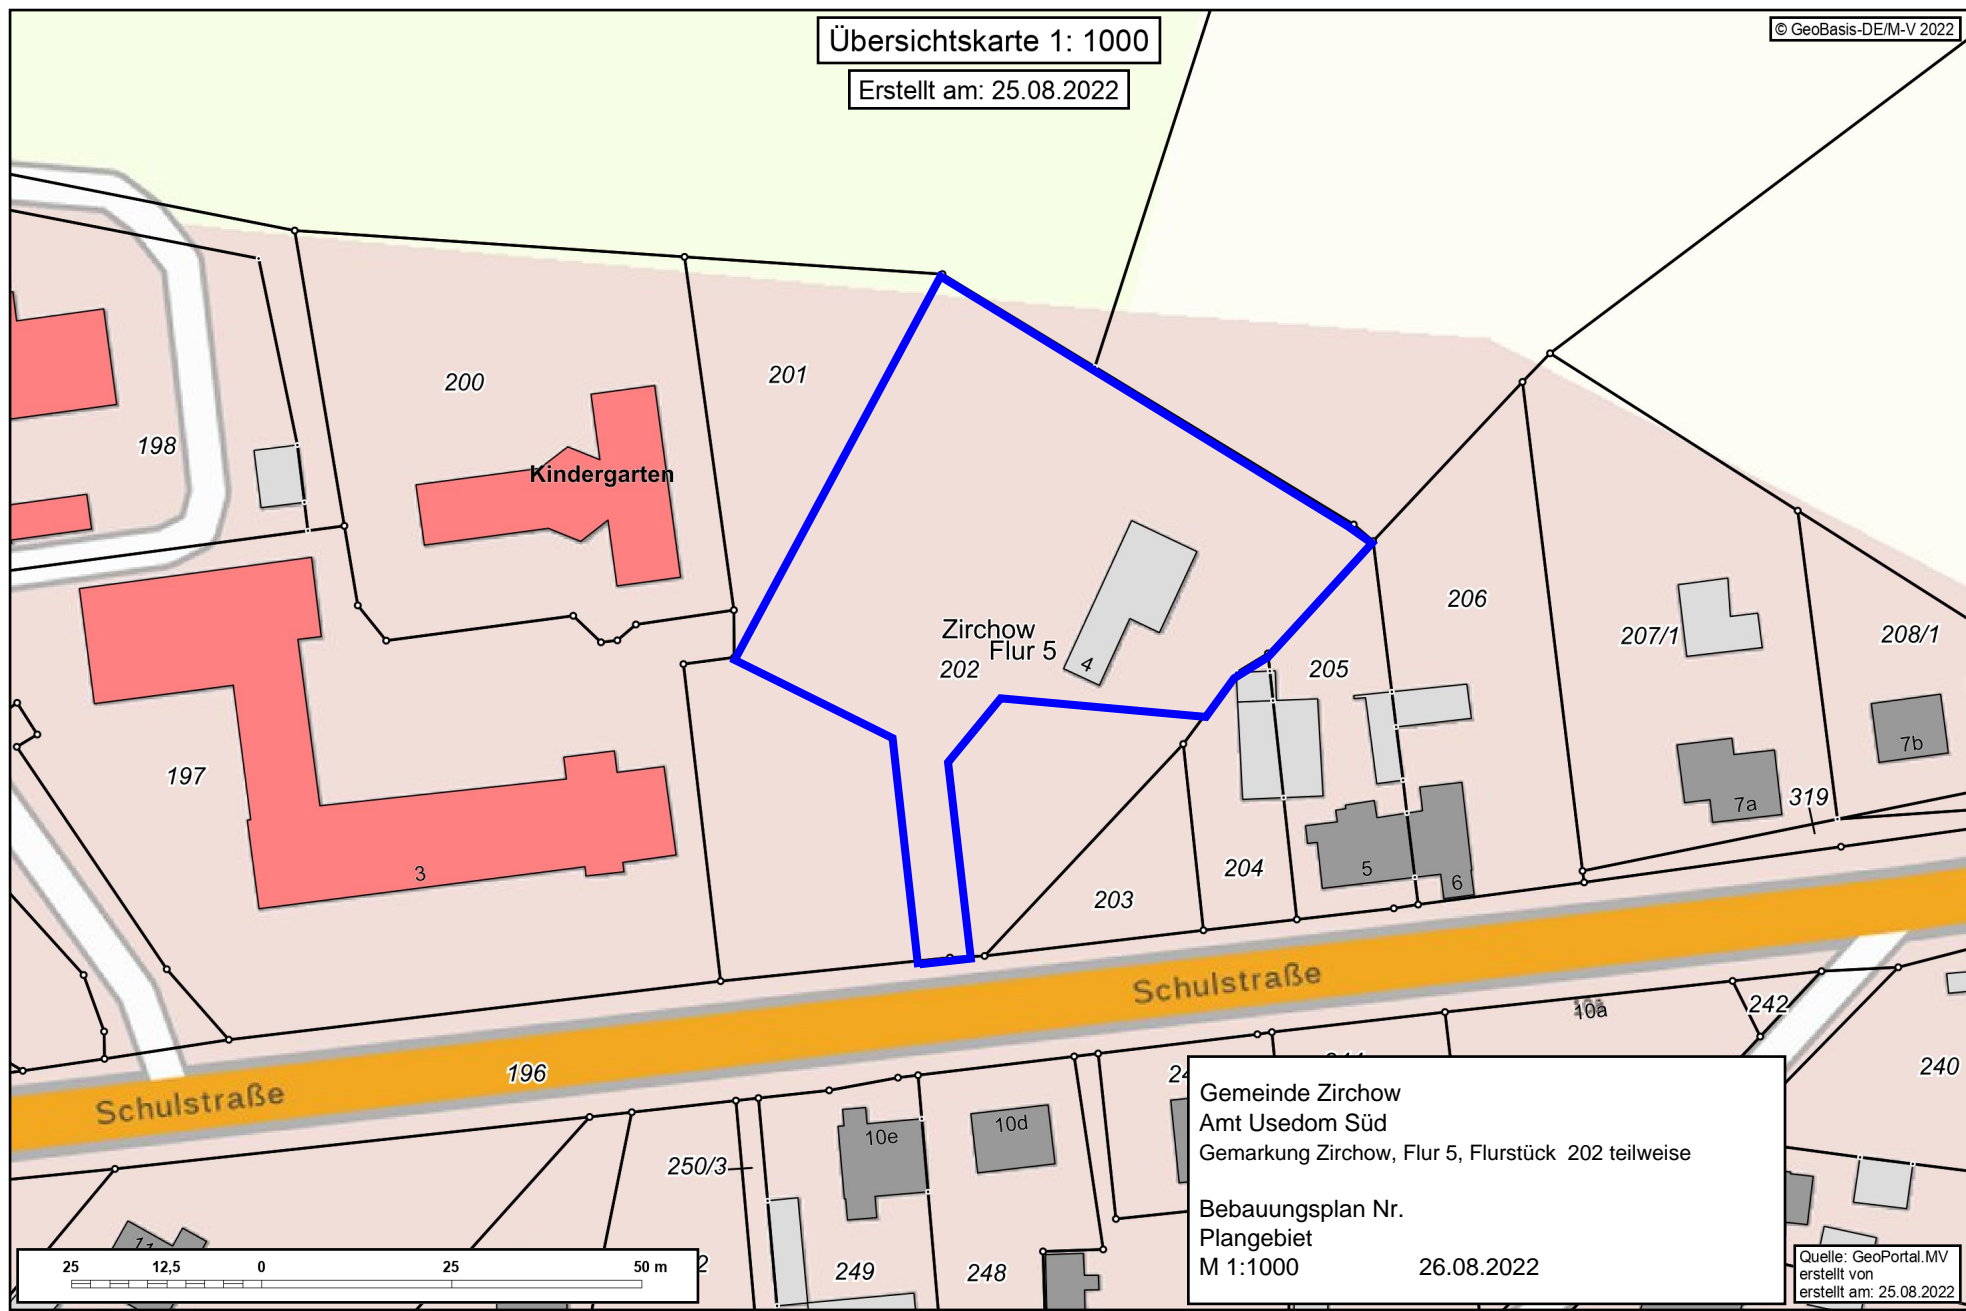 Übersichtskarte 1: 1000
© GeoBasis-DE/M-V 2022
Erstellt am: 25.08.2022
200
201
198
Kindergarten
206
207/1
208/1
Zirchow
Flur 5
202
4
205
197
7b
7a
319
3
5
6
204
203
Schulstraße
10a
242
196
Schulstraße
240
10e
10d
250/3
249
248
25 12,5 0 25 50 m
Gemeinde Zirchow
Amt Usedom Süd
Gemarkung Zirchow, Flur 5, Flurstück 202 teilweise
Bebauungsplan Nr.
Plangebiet
M 1:1000 26.08.2022
Quelle: GeoPortal.MV
erstellt von
erstellt am: 25.08.2022